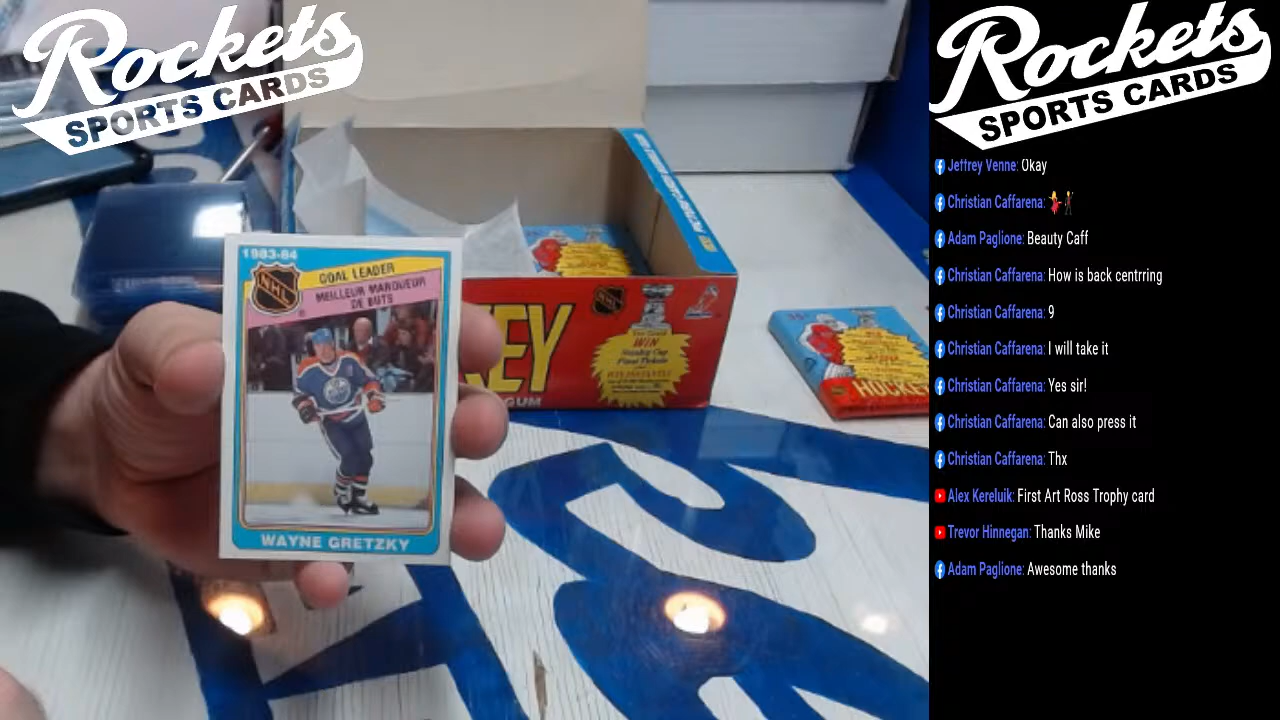 Rockets
SPORTS CARDS
Rockets
SPORTS CARDS
1983-84
NHL
GOAL LEADER
MEILLEUR MARQUEUR
DE BUTS
WAYNE GRETZKY
EY
GUM
NHL
WIN
Stanley Cup
HOCKEY
Jeffrey Venne: Okay
Christian Caffarena: 💃🕺
Adam Paglione: Beauty Caff
Christian Caffarena: How is back centrring
Christian Caffarena: 9
Christian Caffarena: I will take it
Christian Caffarena: Yes sir!
Christian Caffarena: Can also press it
Christian Caffarena: Thx
Alex Kereluik: First Art Ross Trophy card
Trevor Hinnegan: Thanks Mike
Adam Paglione: Awesome thanks